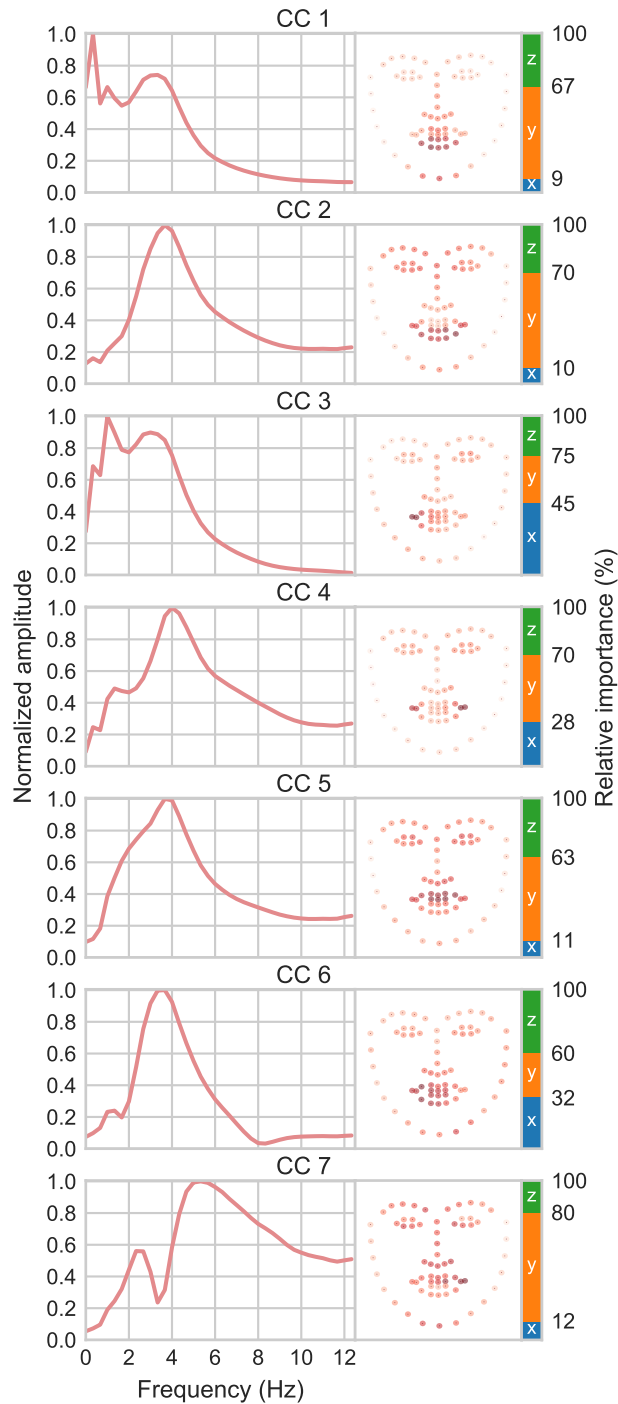 CC 1
1.0
0.8
0.6
0.4
0.2
0.0
z
y
x
100
67
9
CC 2
1.0
0.8
0.6
0.4
0.2
0.0
z
y
x
100
70
10
CC 3
1.0
0.8
0.6
0.4
0.2
0.0
z
y
x
100
75
45
CC 4
1.0
0.8
0.6
0.4
0.2
0.0
z
y
x
100
70
28
CC 5
1.0
0.8
0.6
0.4
0.2
0.0
z
y
x
100
63
11
CC 6
1.0
0.8
0.6
0.4
0.2
0.0
z
y
x
100
60
32
CC 7
1.0
0.8
0.6
0.4
0.2
0.0
z
y
x
100
80
12
0 2 4 6 8 10 12
Frequency (Hz)
Normalized amplitude
Relative importance (%)